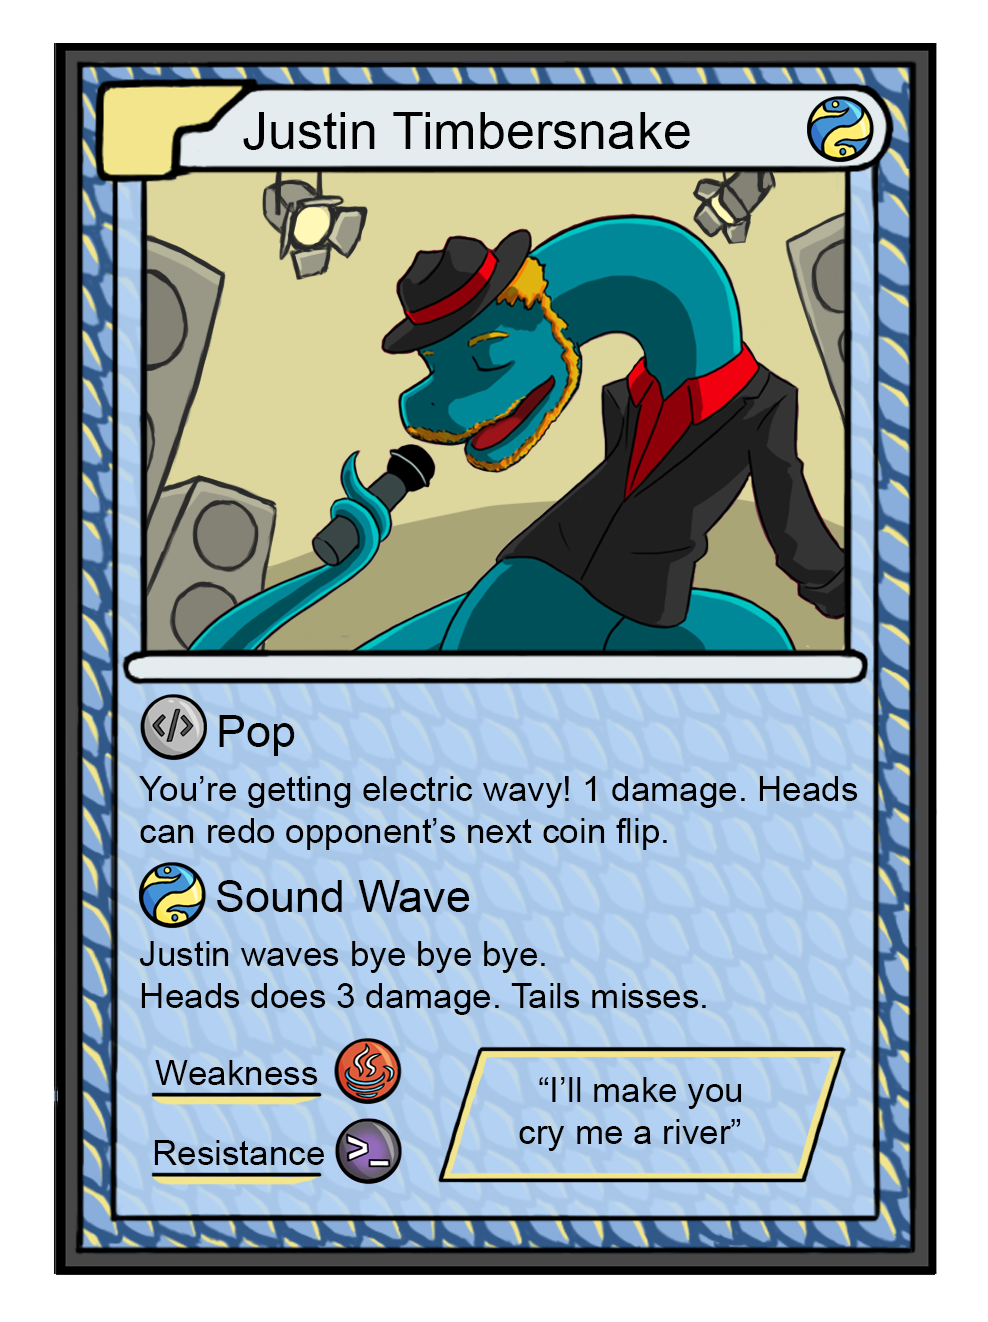 Justin Timbersnake
</> Pop
You’re getting electric wavy! 1 damage. Heads
can redo opponent’s next coin flip.
Sound Wave
Justin waves bye bye bye.
Heads does 3 damage. Tails misses.
Weakness
Resistance >_
“I’ll make you
cry me a river”